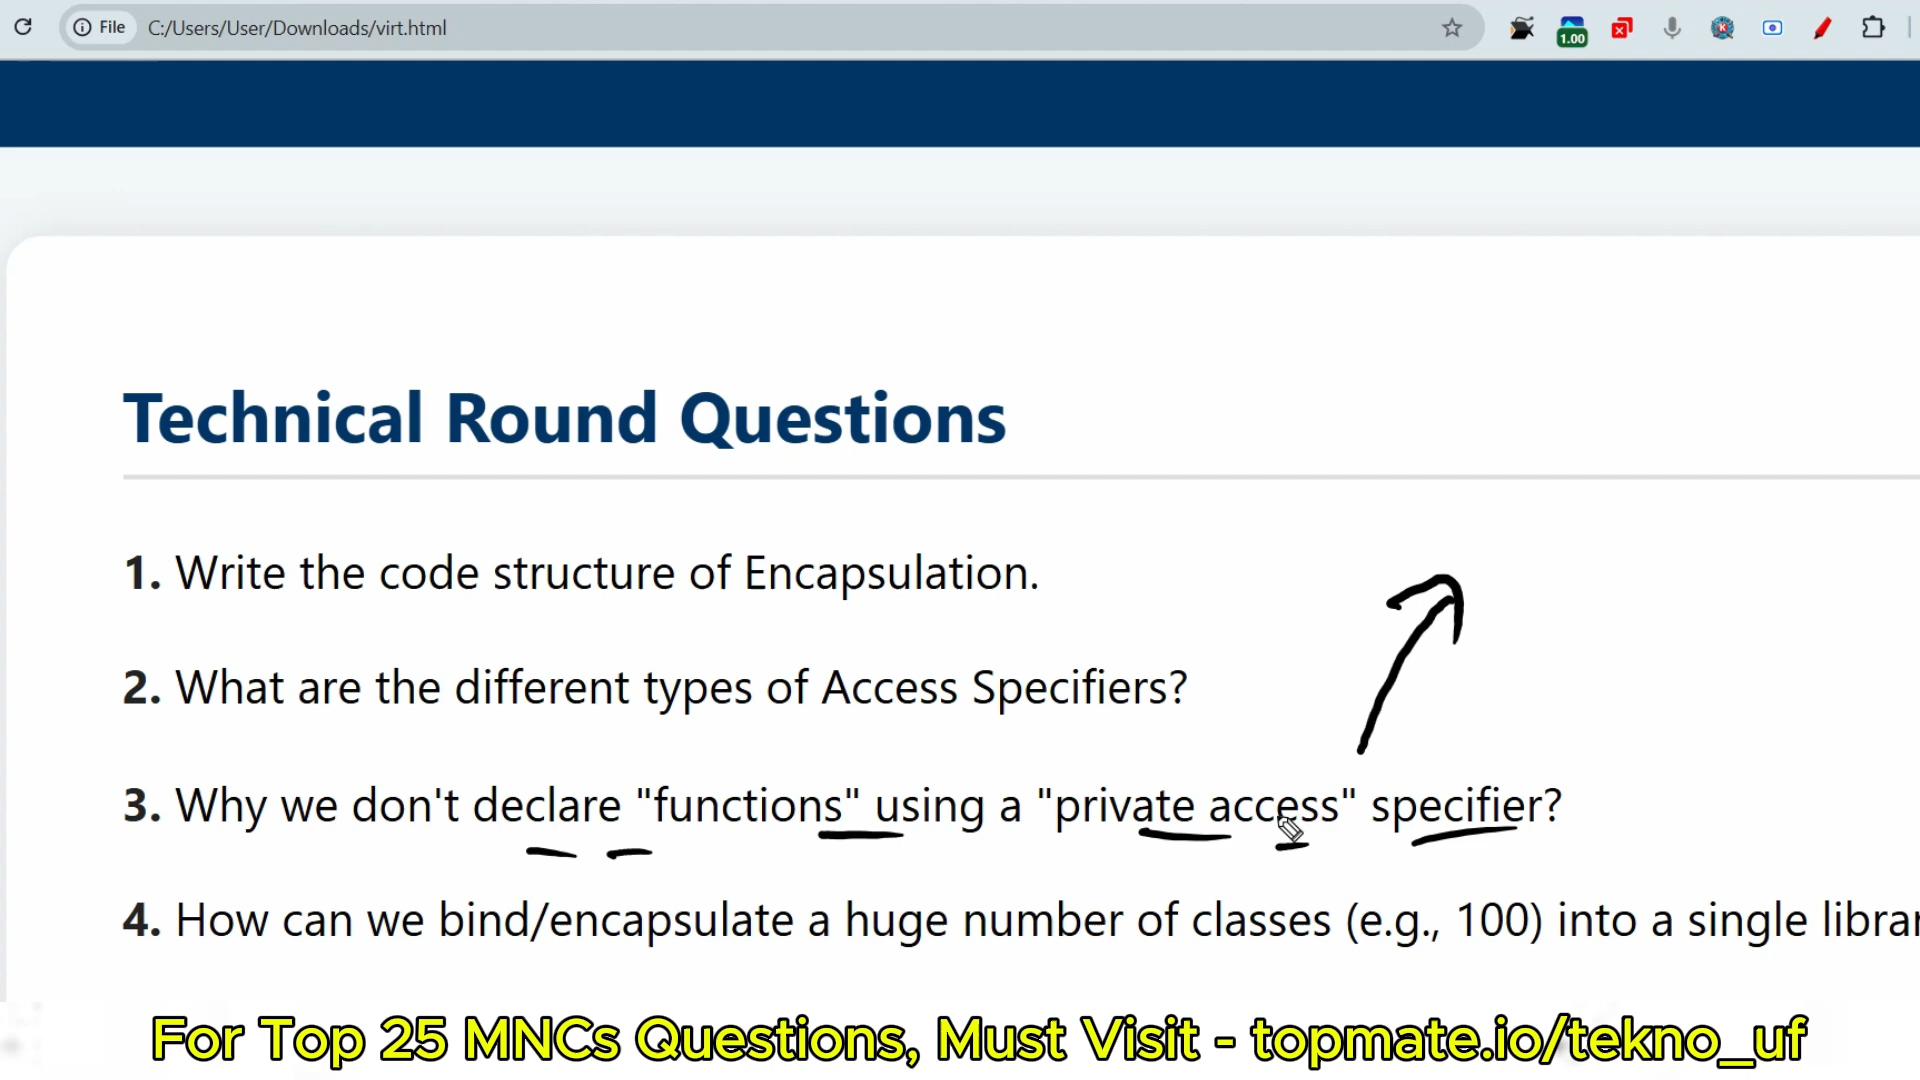 File C:/Users/User/Downloads/virt.html
1.00
Technical Round Questions
1. Write the code structure of Encapsulation.
2. What are the different types of Access Specifiers?
3. Why we don't declare "functions" using a "private access" specifier?
4. How can we bind/encapsulate a huge number of classes (e.g., 100) into a single librar
For Top 25 MNCs Questions, Must Visit - topmate.io/tekno_uf